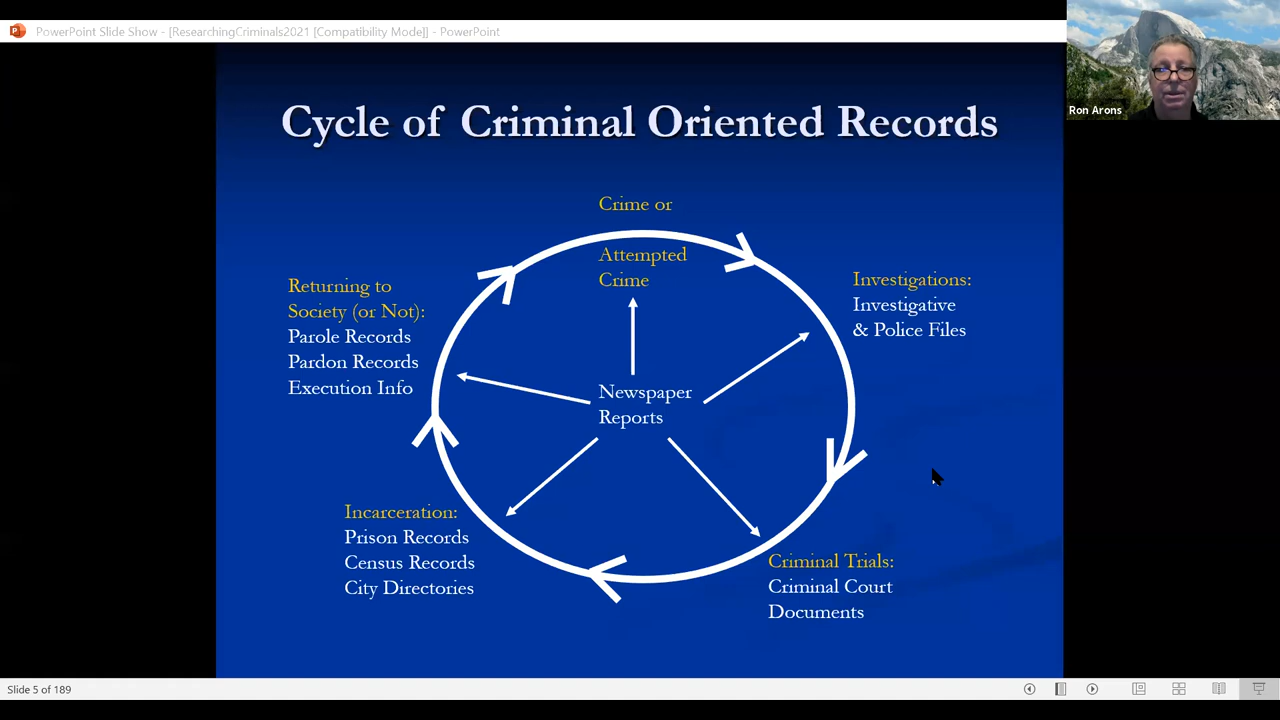 PowerPoint Slide Show - [ResearchingCriminals2021 [Compatibility Mode]] - PowerPoint
Ron Arons
Cycle of Criminal Oriented Records
Crime or
Attempted
Crime
Investigations:
Investigative
& Police Files
Returning to
Society (or Not):
Parole Records
Pardon Records
Execution Info
Newspaper
Reports
Incarceration:
Prison Records
Census Records
City Directories
Criminal Trials:
Criminal Court
Documents
Slide 5 of 189